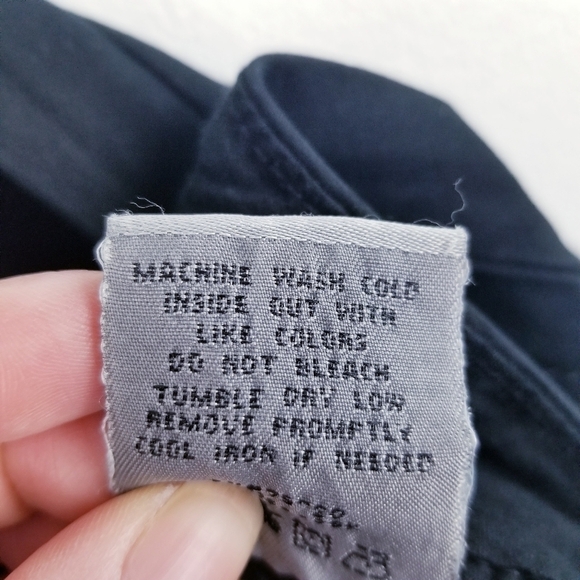 MACHINE WASH COLD
INSIDE OUT WITH
LIKE COLORS
DO NOT BLEACH
TUMBLE DRY LOW
REMOVE PROMPTLY
COOL IRON IF NEEDED